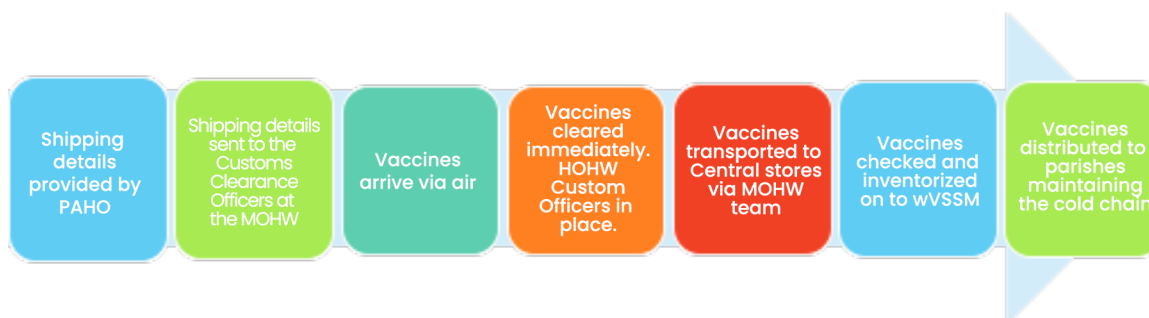 Shipping
details
provided by
PAHO
Shipping details
sent to the
Customs
Clearance
Officers at
the MOHW
Vaccines
arrive via air
Vaccines
cleared
immediately.
HOHW
Custom
Officers in
place.
Vaccines
transported to
Central stores
via MOHW
team
Vaccines
checked and
inventorized
on to wVSSM
Vaccines
distributed to
parishes
maintaining
the cold chain